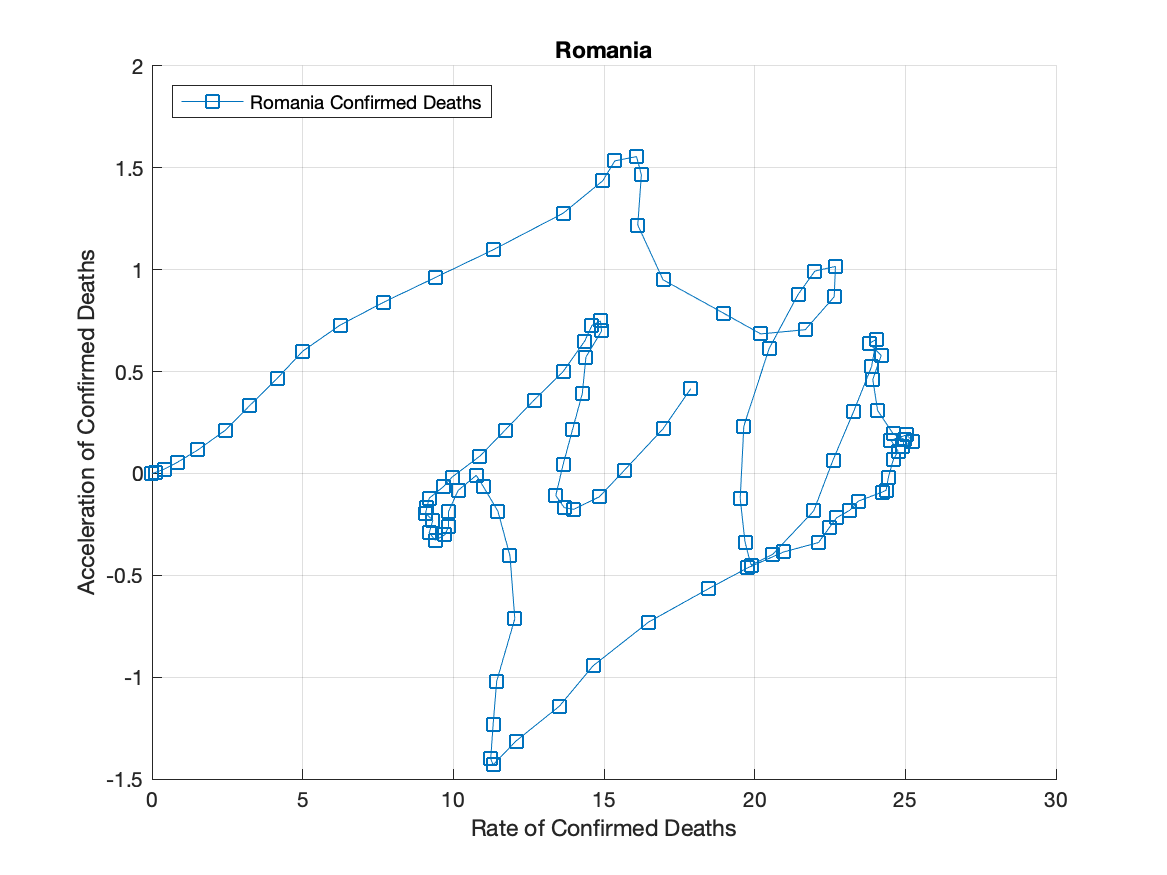 Romania
Romania Confirmed Deaths
2
1.5
1
0.5
0
-0.5
-1
-1.5
Acceleration of Confirmed Deaths
0 5 10 15 20 25 30
Rate of Confirmed Deaths